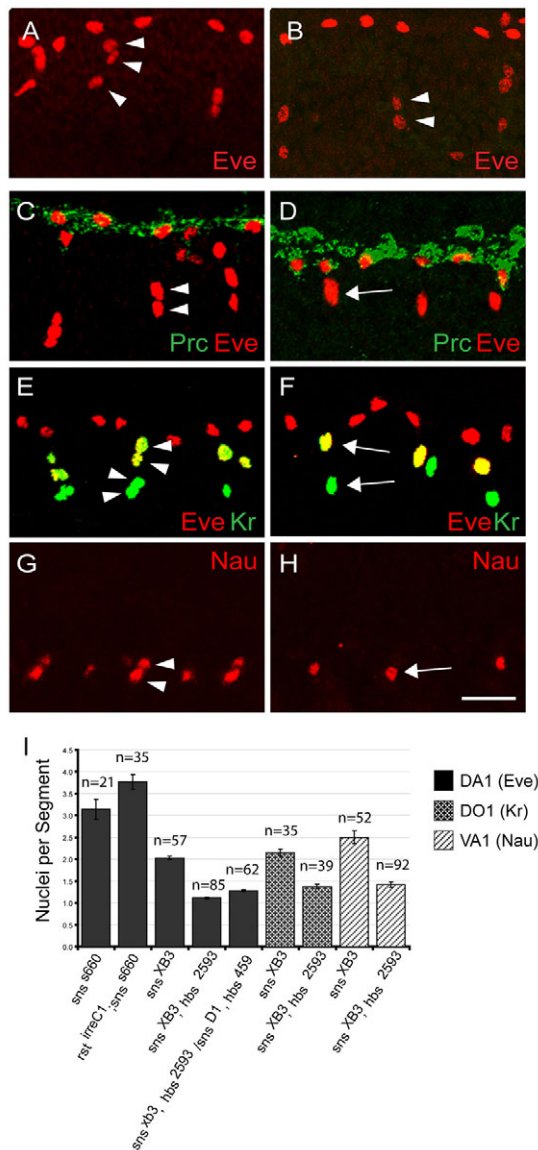 A
B
Eve
Eve
C
D
Prc Eve
Prc Eve
E
F
Eve Kr
Eve Kr
G
Nau
H
Nau
I
Nuclei per Segment
4.5
4.0
3.5
3.0
2.5
2.0
1.5
1.0
0.5
0.0
n=21
n=35
n=57
n=85
n=62
n=35
n=39
n=52
n=92
sns s660
rst irreC1;sns s660
sns XB3
sns XB3, hbs 2593
sns xb3, hbs 2593 /sns D1, hbs 459
sns XB3
sns XB3, hbs 2593
sns XB3
sns XB3, hbs 2593
DA1 (Eve)
DO1 (Kr)
VA1 (Nau)